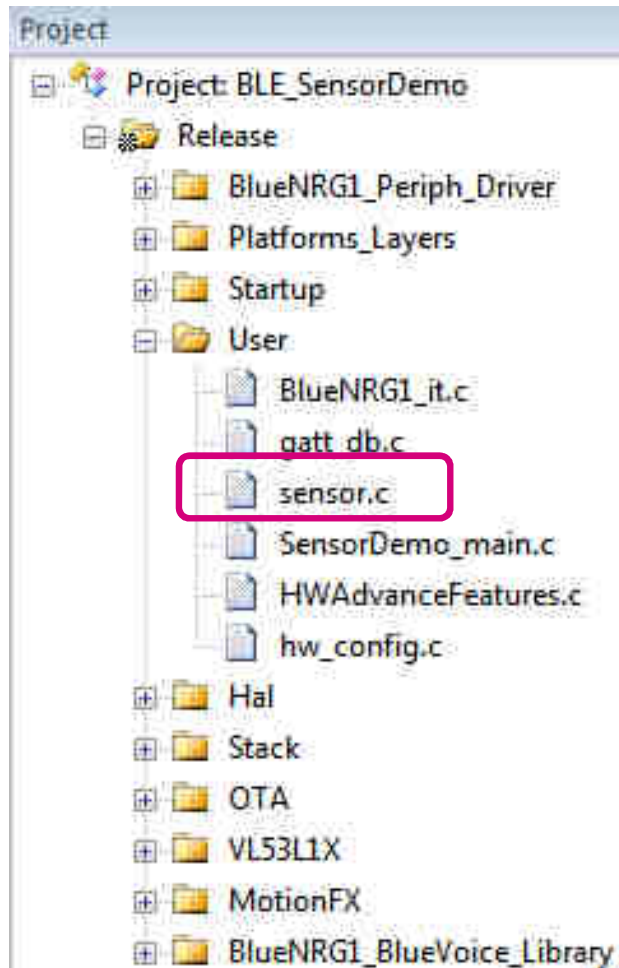 Project
Project: BLE_SensorDemo
Release
BlueNRG1_Periph_Driver
Platforms_Layers
Startup
User
BlueNRG1_it.c
gatt_db.c
sensor.c
SensorDemo_main.c
HWAdvanceFeatures.c
hw_config.c
Hal
Stack
OTA
VL53L1X
MotionFX
BlueNRG1_BlueVoice_Library